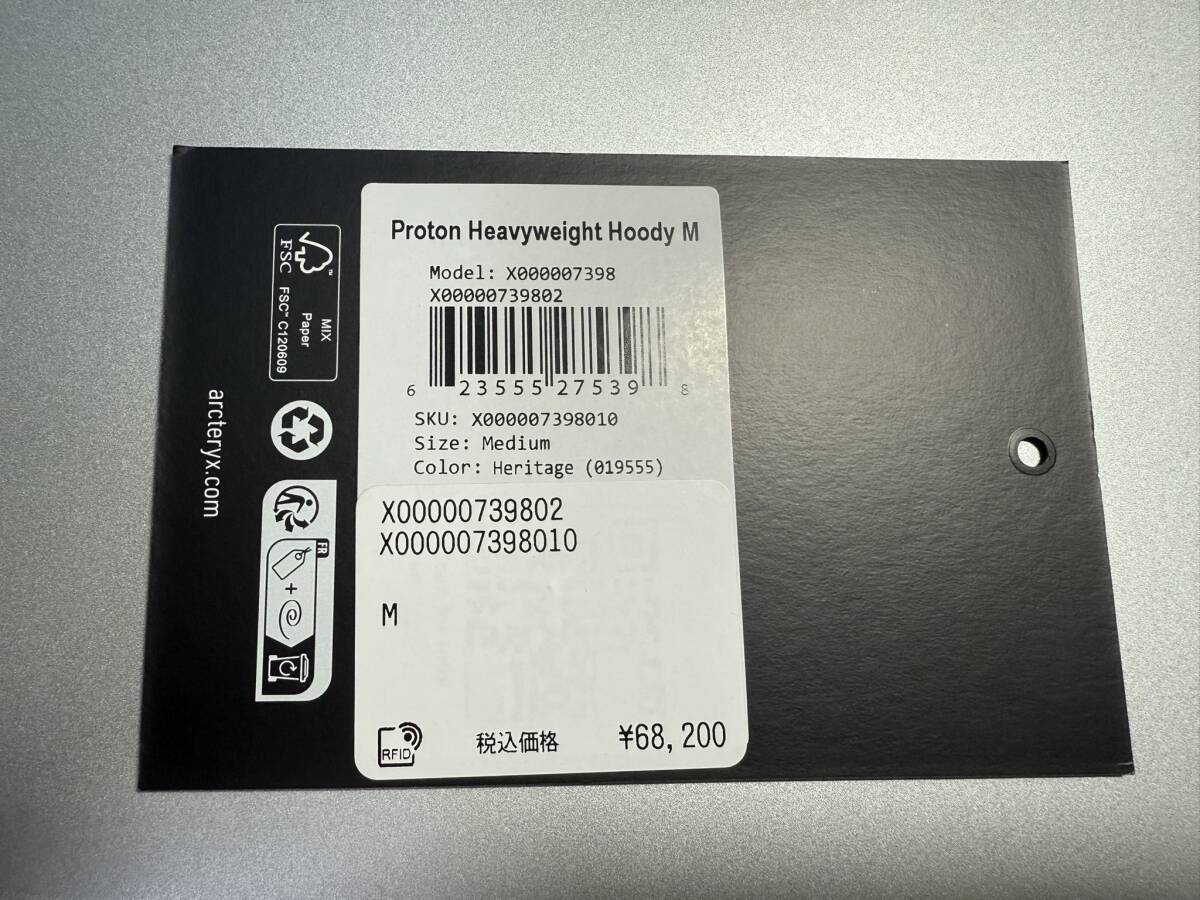 Proton Heavyweight Hoody M
Model: X000007398
X00000739802
6 23555 27539 8
SKU: X000007398010
Size: Medium
Color: Heritage (019555)
X00000739802
X000007398010
M
RFID
税込価格 ¥68,200
FSC
MIX
Paper
FSC™ C120609
arcteryx.com
FR
+